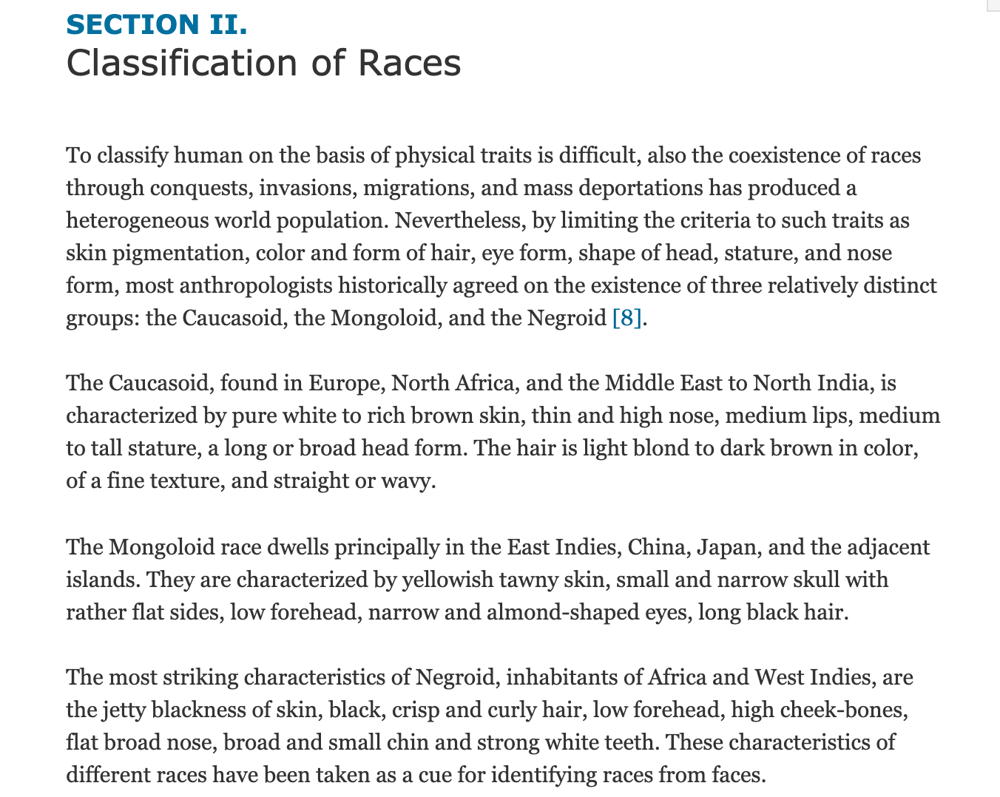 SECTION II.
Classification of Races
To classify human on the basis of physical traits is difficult, also the coexistence of races
through conquests, invasions, migrations, and mass deportations has produced a
heterogeneous world population. Nevertheless, by limiting the criteria to such traits as
skin pigmentation, color and form of hair, eye form, shape of head, stature, and nose
form, most anthropologists historically agreed on the existence of three relatively distinct
groups: the Caucasoid, the Mongoloid, and the Negroid [8].
The Caucasoid, found in Europe, North Africa, and the Middle East to North India, is
characterized by pure white to rich brown skin, thin and high nose, medium lips, medium
to tall stature, a long or broad head form. The hair is light blond to dark brown in color,
of a fine texture, and straight or wavy.
The Mongoloid race dwells principally in the East Indies, China, Japan, and the adjacent
islands. They are characterized by yellowish tawny skin, small and narrow skull with
rather flat sides, low forehead, narrow and almond-shaped eyes, long black hair.
The most striking characteristics of Negroid, inhabitants of Africa and West Indies, are
the jetty blackness of skin, black, crisp and curly hair, low forehead, high cheek-bones,
flat broad nose, broad and small chin and strong white teeth. These characteristics of
different races have been taken as a cue for identifying races from faces.